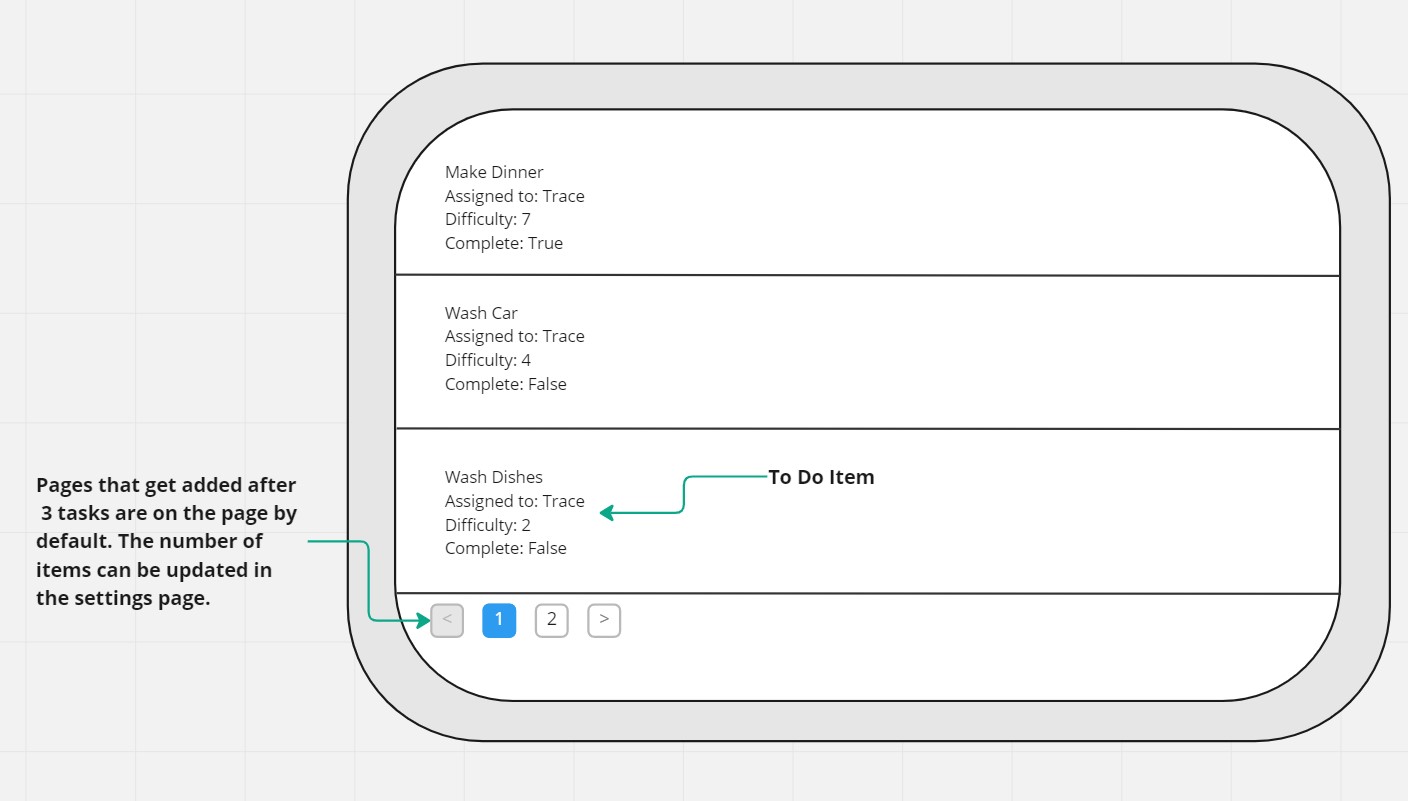 Make Dinner
Assigned to: Trace
Difficulty: 7
Complete: True
Wash Car
Assigned to: Trace
Difficulty: 4
Complete: False
Wash Dishes
Assigned to: Trace
Difficulty: 2
Complete: False
To Do Item
Pages that get added after
3 tasks are on the page by
default. The number of
items can be updated in
the settings page.
< 1 2 >